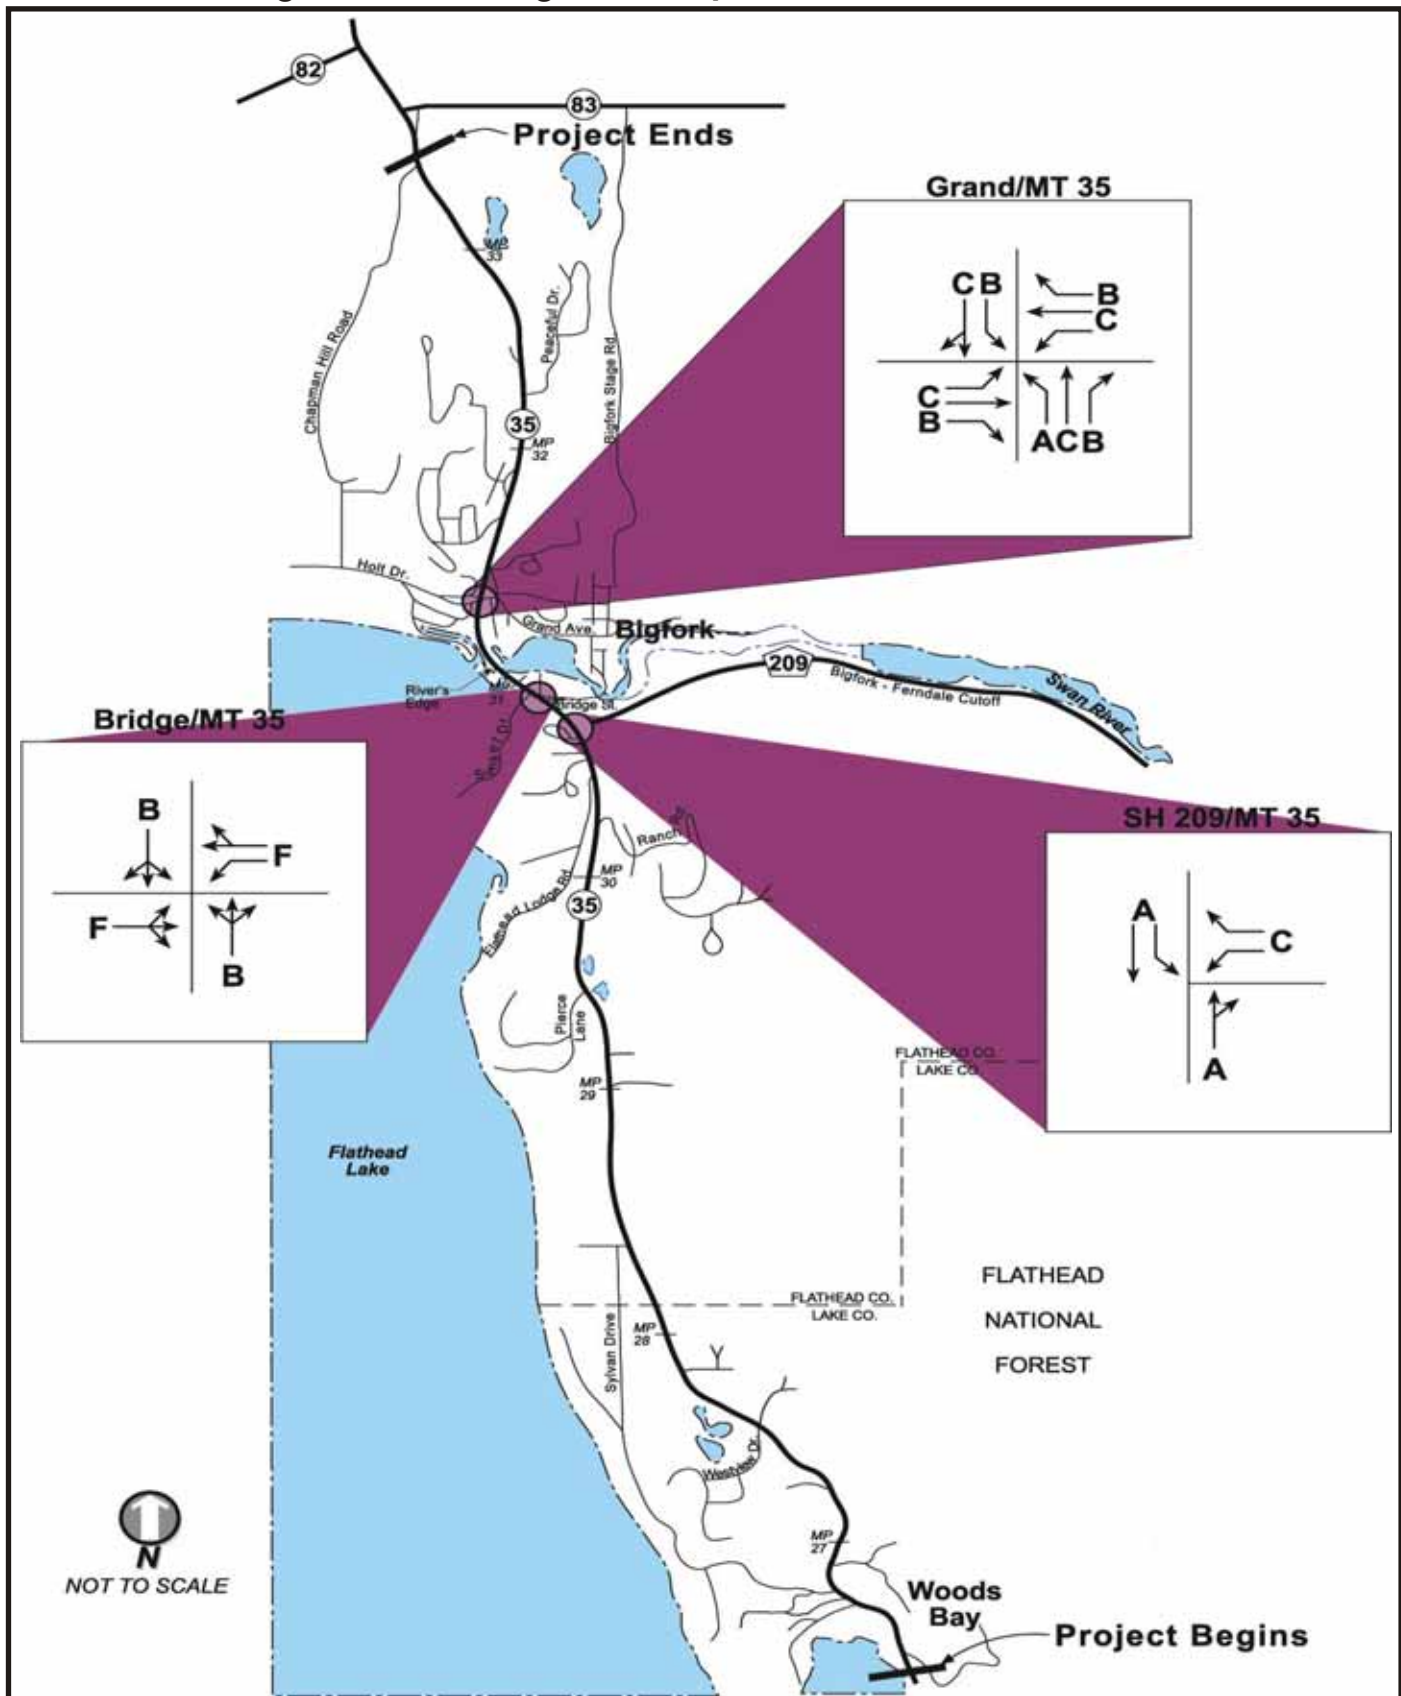 82
83
Project Ends
Grand/MT 35
C B
B
C
C
B
A C B
MP
33
Peaceful Dr.
Chapman Hill Road
Bigfork Stage Rd.
35
MP
32
Holt Dr.
Grand Ave.
Bigfork
209
Bigfork - Ferndale Cutoff
Swan River
River's
Edge
31
Bridge St.
Bridge/MT 35
B
F
F
B
SH 209/MT 35
A
C
A
Ranch Rd.
MP
30
35
Flathead Lodge Rd.
Pierce
Lane
FLATHEAD CO.
LAKE CO.
MP
29
Flathead
Lake
FLATHEAD
NATIONAL
FOREST
FLATHEAD CO.
LAKE CO.
MP
28
Sylvan Drive
Westview Dr.
MP
27
N
NOT TO SCALE
Woods
Bay
Project Begins